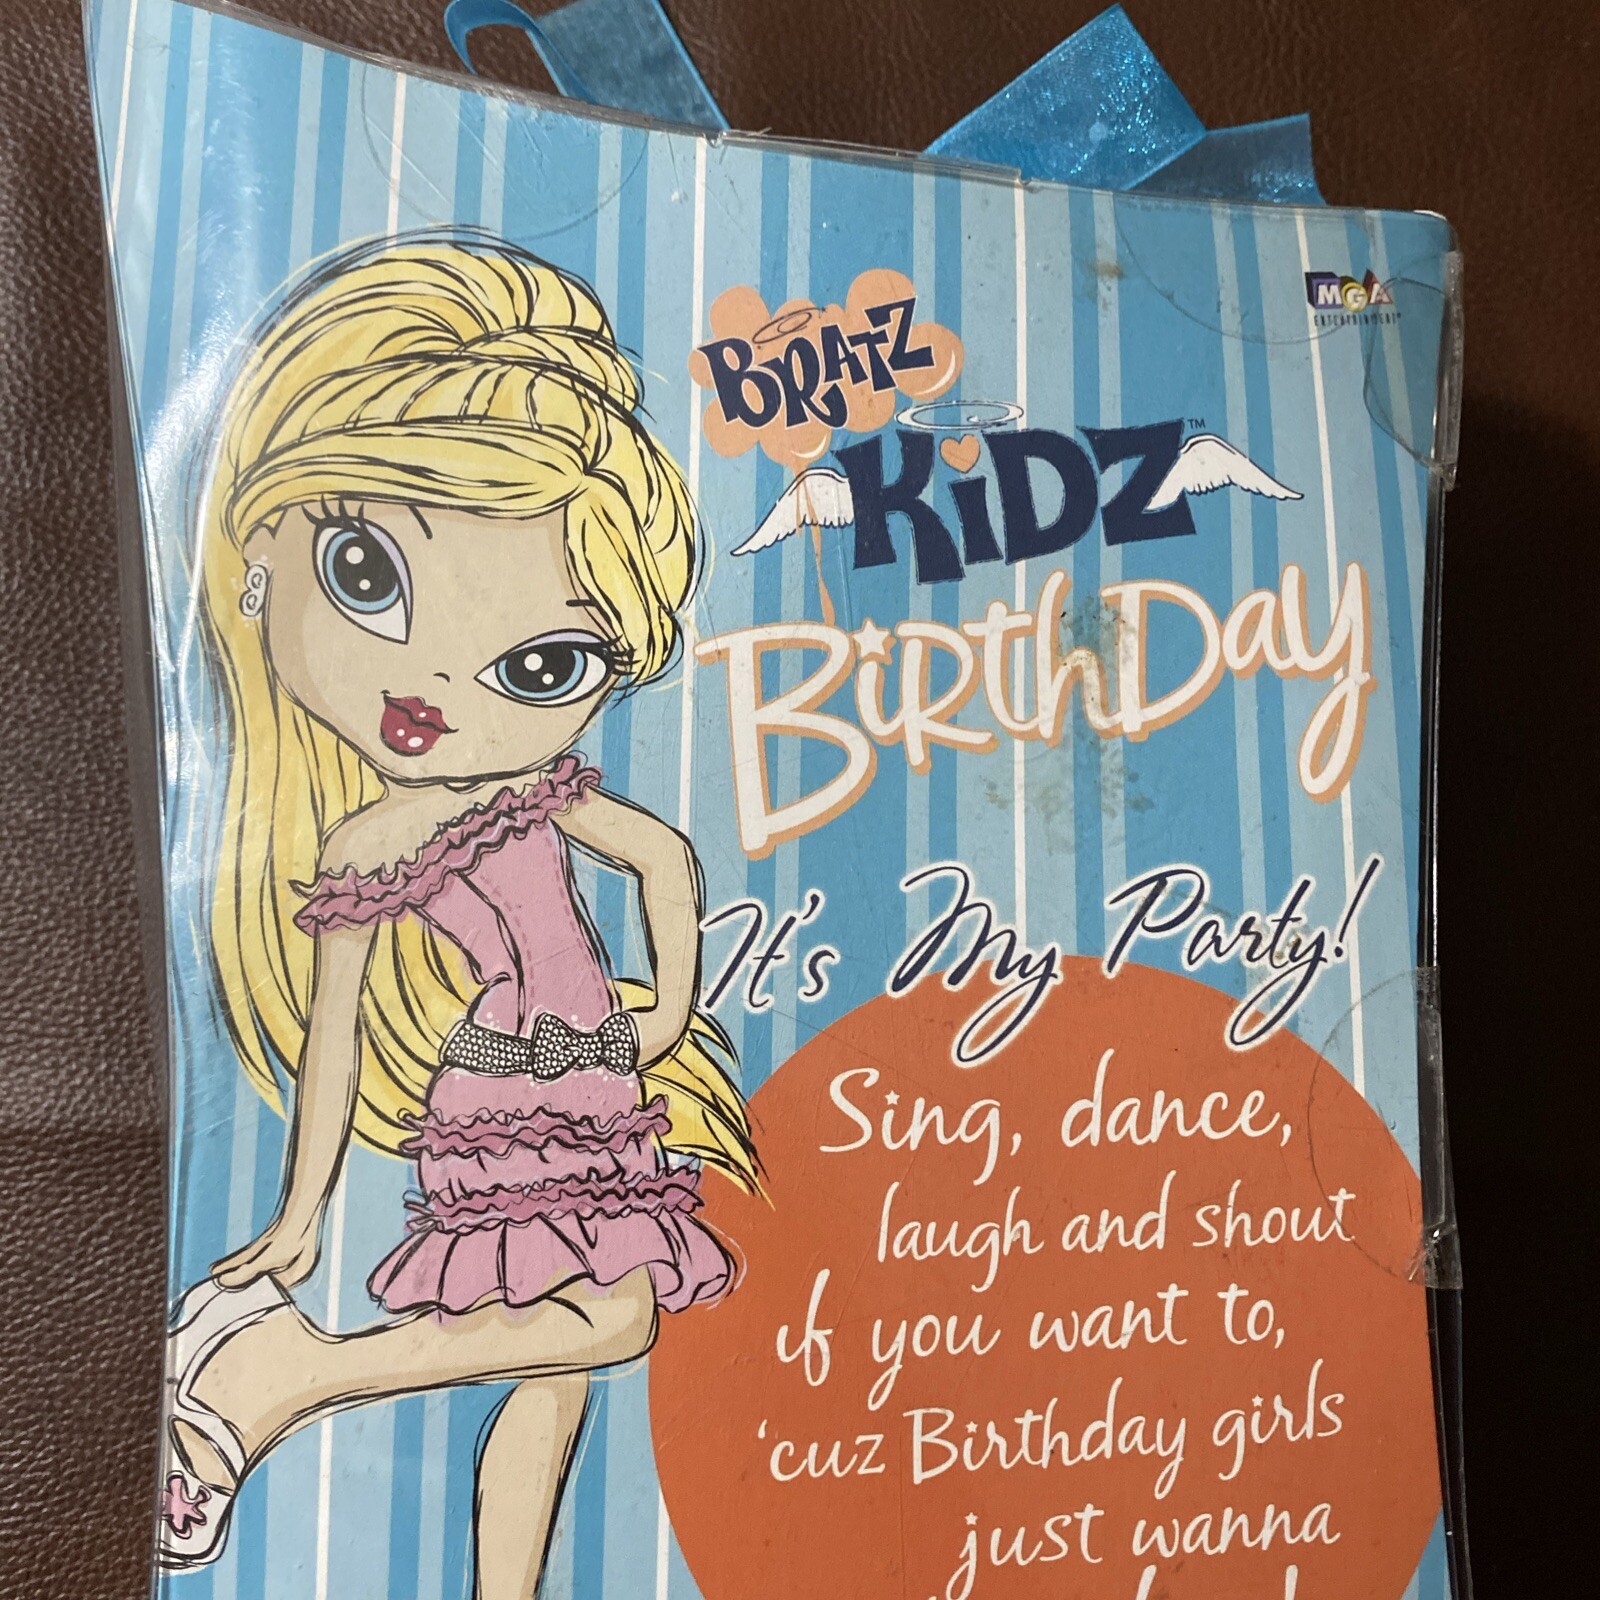 MGA
ENTERTAINMENT
BRATZ
KiDZ™
BirthDay
It's My Party!
Sing, dance,
laugh and shout
if you want to,
'cuz Birthday girls
just wanna